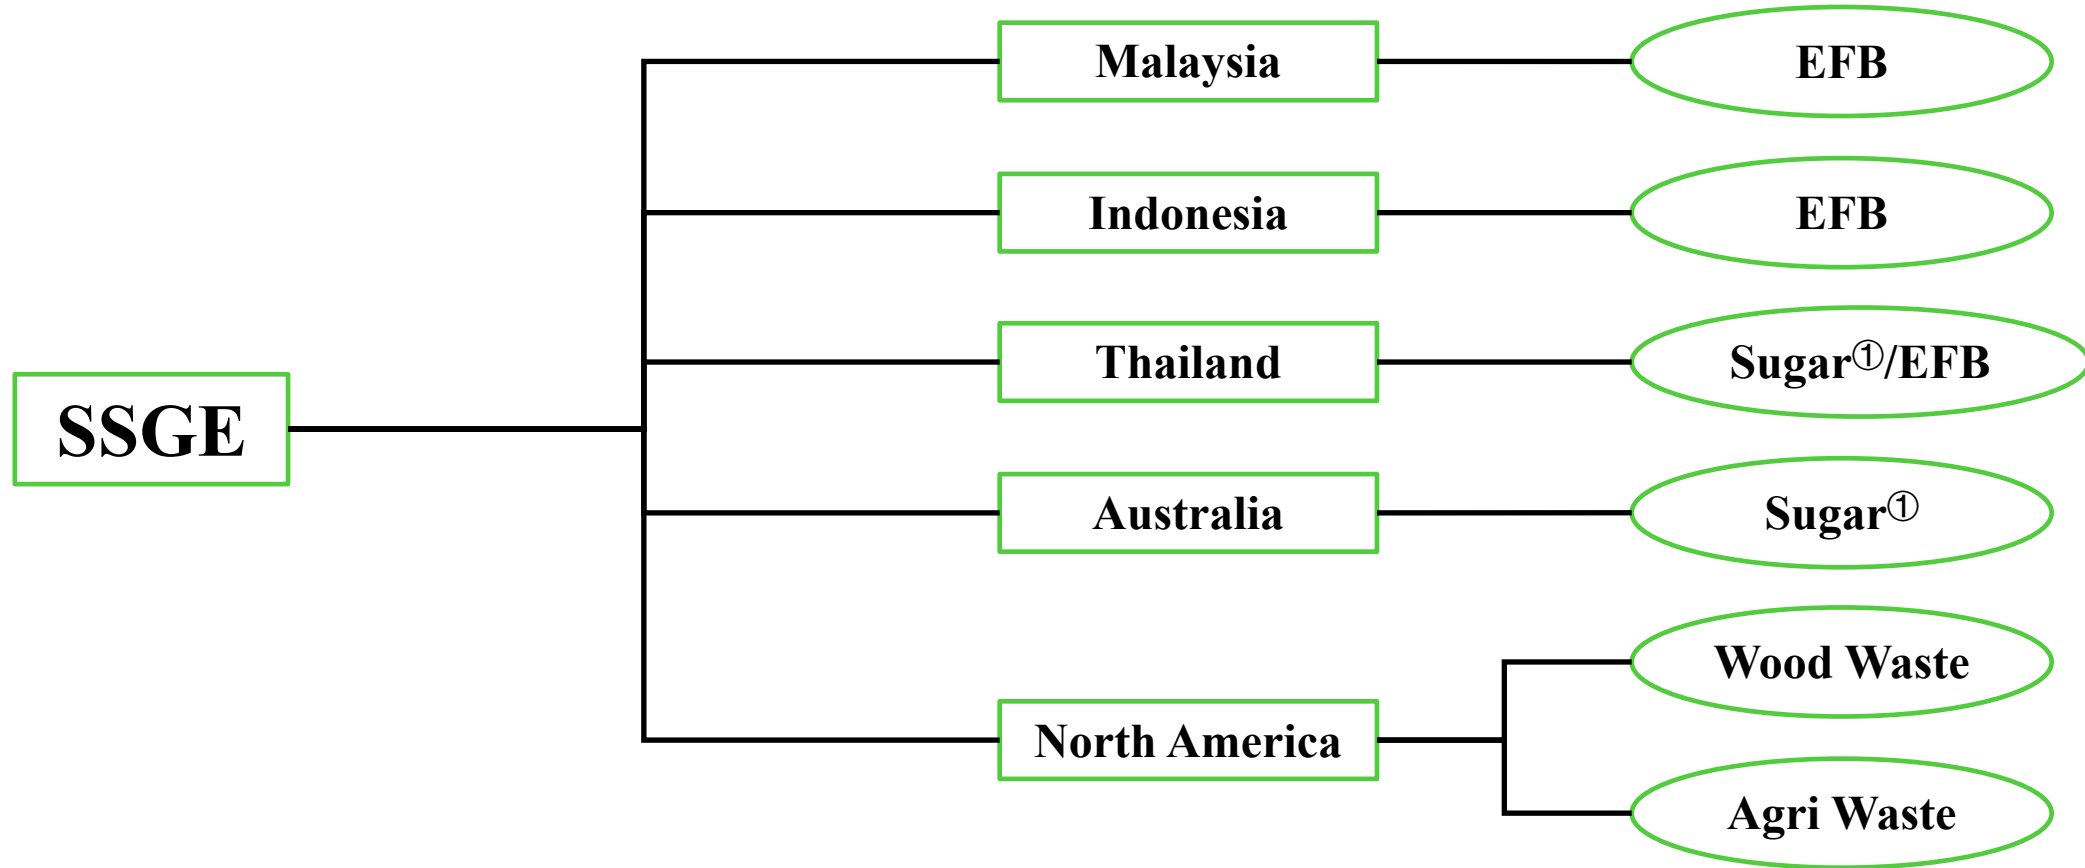 SSGE
Malaysia
EFB
Indonesia
EFB
Thailand
Sugar①/EFB
Australia
Sugar①
North America
Wood Waste
Agri Waste